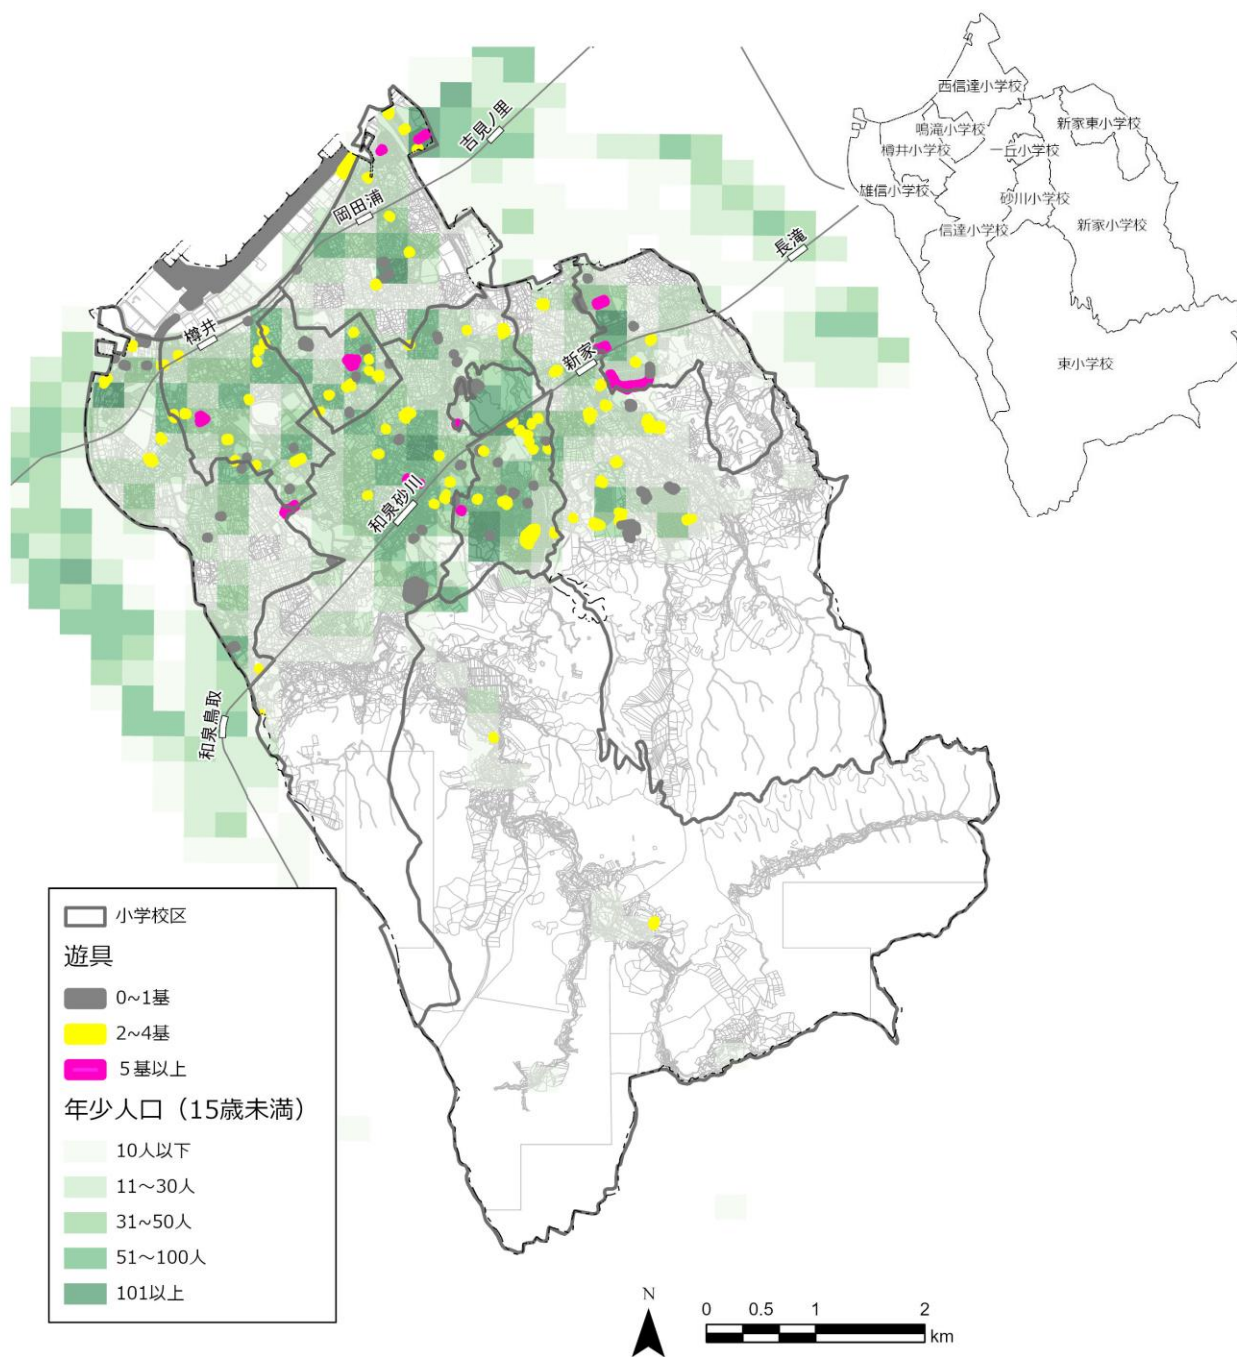 西信達小学校
新家東小学校
鳴滝小学校
樽井小学校
一丘小学校
雄信小学校
砂川小学校
信達小学校
新家小学校
東小学校
吉見ノ里
岡田浦
長滝
樽井
新家
和泉砂川
和泉鳥取
小学校区
遊具
0~1基
2~4基
5基以上
年少人口（15歳未満）
10人以下
11～30人
31~50人
51～100人
101以上
N
0 0.5 1 2
km